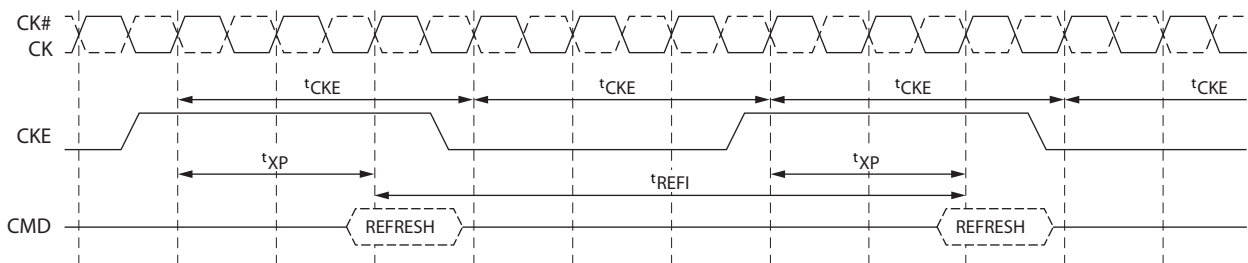 CK#
CK
tCKE tCKE tCKE tCKE
CKE
tXP tXP
tREFI
CMD REFRESH REFRESH